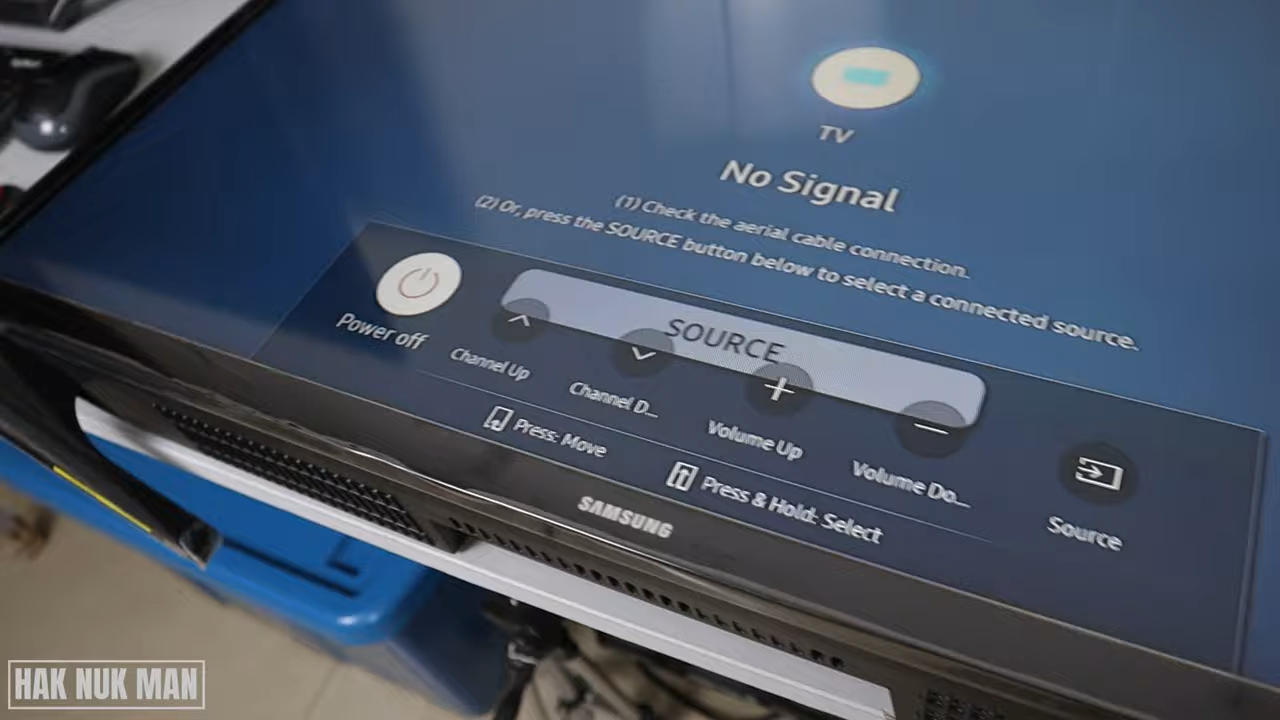 TV
No Signal
(1) Check the aerial cable connection.
(2) Or, press the SOURCE button below to select a connected source.
SOURCE
Power off
Channel Up
Channel D...
Volume Up
Volume Do...
Source
Press: Move
Press & Hold: Select
SAMSUNG
HAK NUK MAN